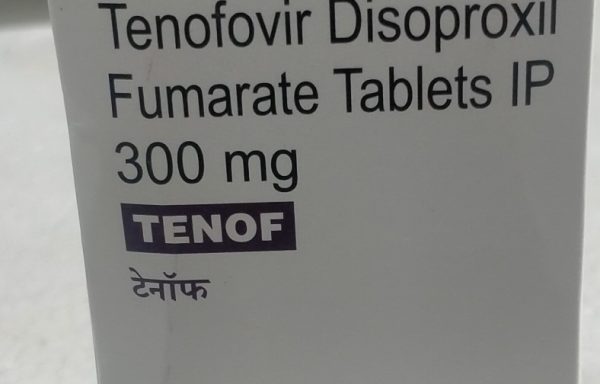 Tenofovir Disoproxil
Fumarate Tablets IP
300 mg
TENOF
टेनॉफ